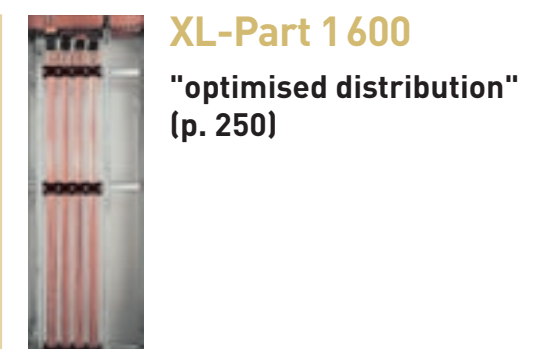 XL-Part 1600
"optimised distribution"
(p. 250)